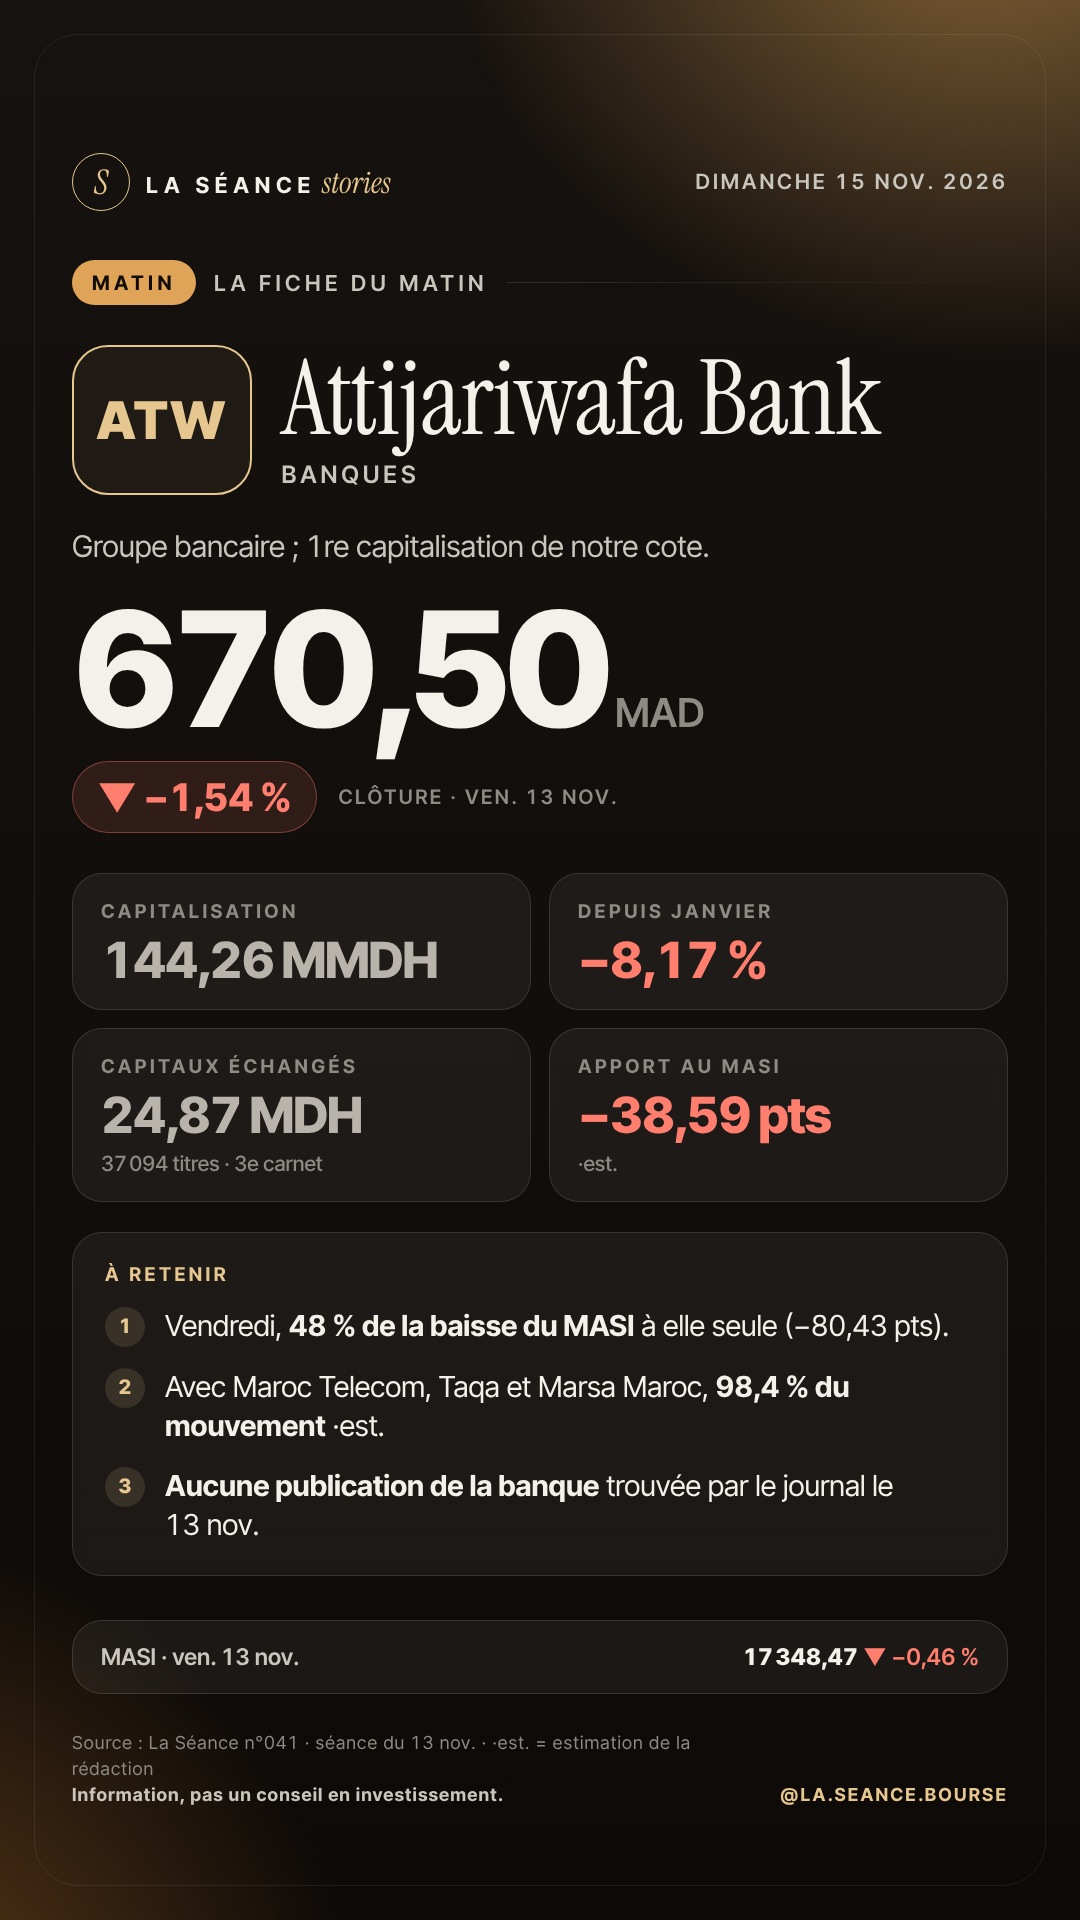 S LA SÉANCE stories
DIMANCHE 15 NOV. 2026
MATIN LA FICHE DU MATIN
ATW
Attijariwafa Bank
BANQUES
Groupe bancaire ; 1re capitalisation de notre cote.
670,50 MAD
▼ −1,54 % CLÔTURE · VEN. 13 NOV.
CAPITALISATION
144,26 MMDH
DEPUIS JANVIER
−8,17 %
CAPITAUX ÉCHANGÉS
24,87 MDH
37 094 titres · 3e carnet
APPORT AU MASI
−38,59 pts
·est.
À RETENIR
1 Vendredi, 48 % de la baisse du MASI à elle seule (−80,43 pts).
2 Avec Maroc Telecom, Taqa et Marsa Maroc, 98,4 % du
mouvement ·est.
3 Aucune publication de la banque trouvée par le journal le
13 nov.
MASI · ven. 13 nov. 17 348,47 ▼ −0,46 %
Source : La Séance n°041 · séance du 13 nov. · ·est. = estimation de la
rédaction
Information, pas un conseil en investissement.
@LA.SEANCE.BOURSE